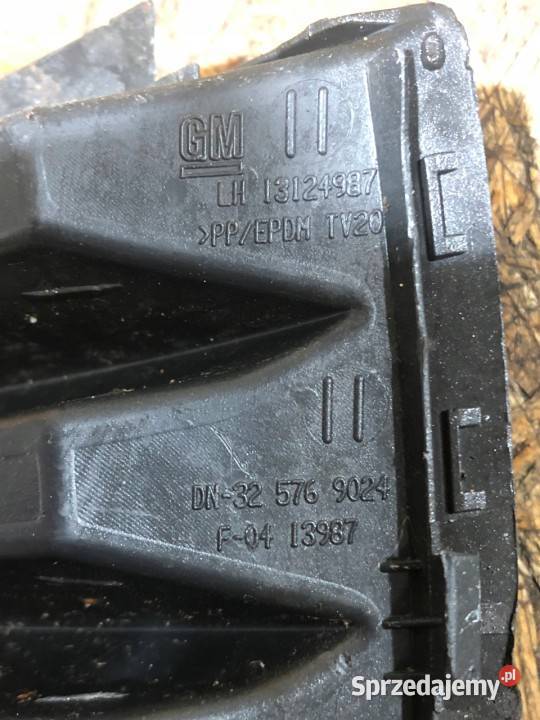 GM
LH 13124987
>PP/EPDM TV20
DN-32 576 9024
F-04 13987
Sprzedajemy.pl